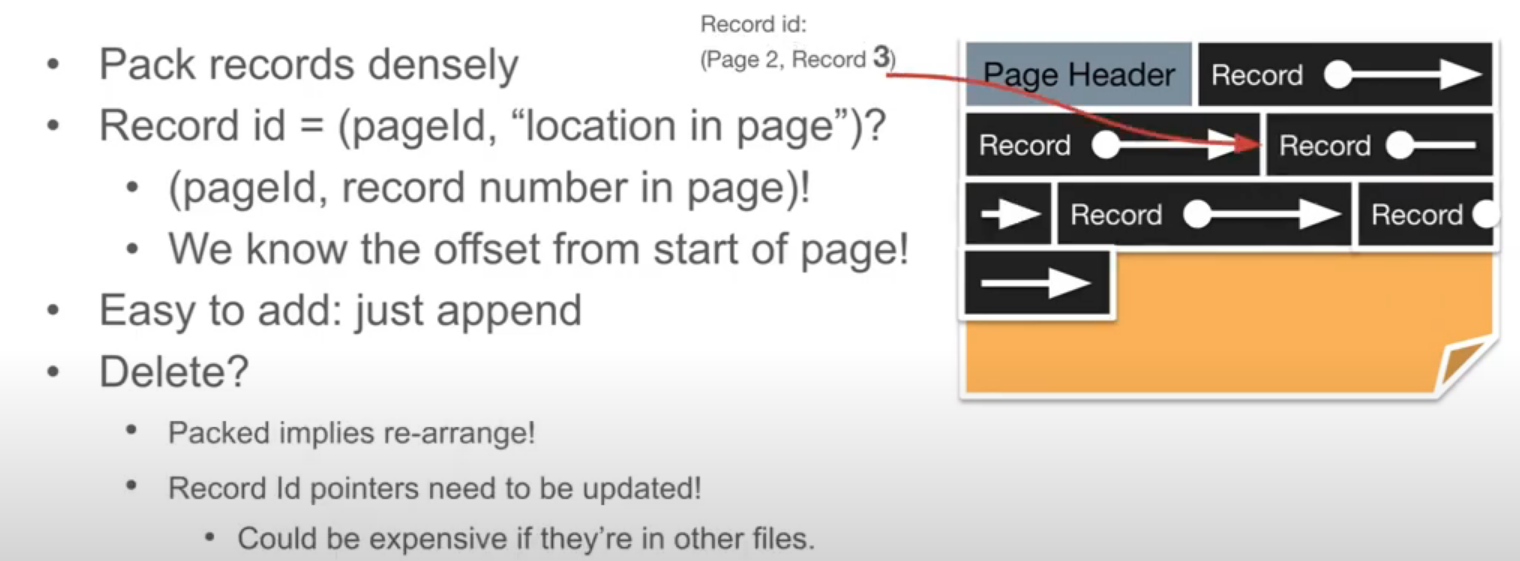 Record id:
(Page 2, Record 3)
• Pack records densely
• Record id = (pageId, “location in page”)?
• (pageId, record number in page)!
• We know the offset from start of page!
• Easy to add: just append
• Delete?
• Packed implies re-arrange!
• Record Id pointers need to be updated!
• Could be expensive if they’re in other files.
Page Header Record
Record Record
Record Record